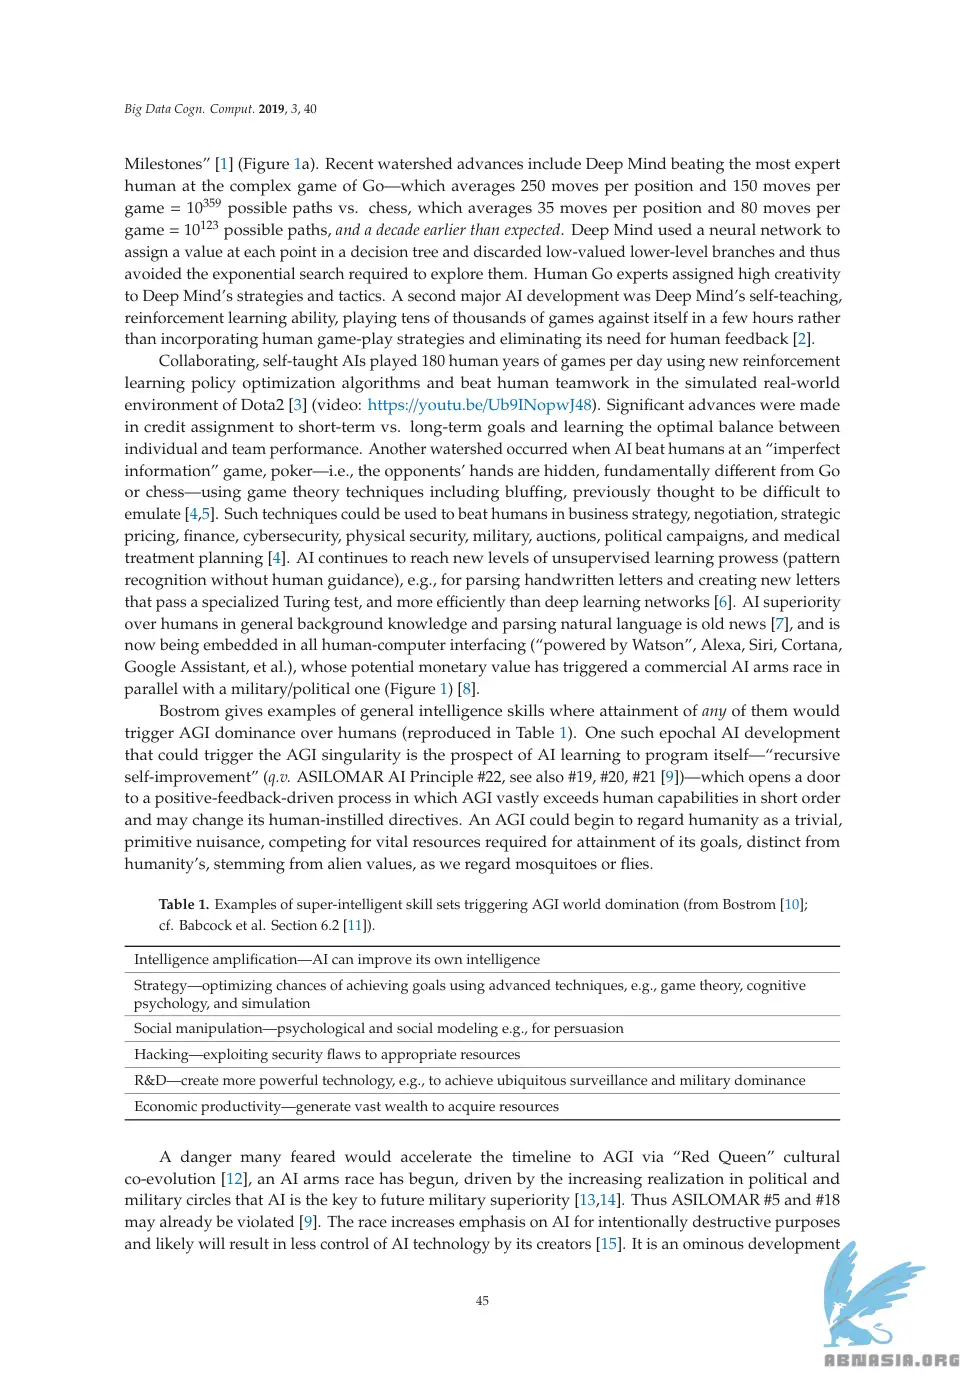 Big Data Cogn. Comput. 2019, 3, 40
Milestones” [1] (Figure 1a). Recent watershed advances include Deep Mind beating the most expert
human at the complex game of Go—which averages 250 moves per position and 150 moves per
game = 10^359 possible paths vs. chess, which averages 35 moves per position and 80 moves per
game = 10^123 possible paths, and a decade earlier than expected. Deep Mind used a neural network to
assign a value at each point in a decision tree and discarded low-valued lower-level branches and thus
avoided the exponential search required to explore them. Human Go experts assigned high creativity
to Deep Mind’s strategies and tactics. A second major AI development was Deep Mind’s self-teaching,
reinforcement learning ability, playing tens of thousands of games against itself in a few hours rather
than incorporating human game-play strategies and eliminating its need for human feedback [2].
Collaborating, self-taught AIs played 180 human years of games per day using new reinforcement
learning policy optimization algorithms and beat human teamwork in the simulated real-world
environment of Dota2 [3] (video: https://youtu.be/Ub9INopwJ48). Significant advances were made
in credit assignment to short-term vs. long-term goals and learning the optimal balance between
individual and team performance. Another watershed occurred when AI beat humans at an “imperfect
information” game, poker—i.e., the opponents’ hands are hidden, fundamentally different from Go
or chess—using game theory techniques including bluffing, previously thought to be difficult to
emulate [4,5]. Such techniques could be used to beat humans in business strategy, negotiation, strategic
pricing, finance, cybersecurity, physical security, military, auctions, political campaigns, and medical
treatment planning [4]. AI continues to reach new levels of unsupervised learning prowess (pattern
recognition without human guidance), e.g., for parsing handwritten letters and creating new letters
that pass a specialized Turing test, and more efficiently than deep learning networks [6]. AI superiority
over humans in general background knowledge and parsing natural language is old news [7], and is
now being embedded in all human-computer interfacing (“powered by Watson”, Alexa, Siri, Cortana,
Google Assistant, et al.), whose potential monetary value has triggered a commercial AI arms race in
parallel with a military/political one (Figure 1) [8].
Bostrom gives examples of general intelligence skills where attainment of any of them would
trigger AGI dominance over humans (reproduced in Table 1). One such epochal AI development
that could trigger the AGI singularity is the prospect of AI learning to program itself—“recursive
self-improvement” (q.v. ASILOMAR AI Principle #22, see also #19, #20, #21 [9])—which opens a door
to a positive-feedback-driven process in which AGI vastly exceeds human capabilities in short order
and may change its human-instilled directives. An AGI could begin to regard humanity as a trivial,
primitive nuisance, competing for vital resources required for attainment of its goals, distinct from
humanity’s, stemming from alien values, as we regard mosquitoes or flies.
Table 1. Examples of super-intelligent skill sets triggering AGI world domination (from Bostrom [10];
cf. Babcock et al. Section 6.2 [11]).
Intelligence amplification—AI can improve its own intelligence
Strategy—optimizing chances of achieving goals using advanced techniques, e.g., game theory, cognitive
psychology, and simulation
Social manipulation—psychological and social modeling e.g., for persuasion
Hacking—exploiting security flaws to appropriate resources
R&D—create more powerful technology, e.g., to achieve ubiquitous surveillance and military dominance
Economic productivity—generate vast wealth to acquire resources
A danger many feared would accelerate the timeline to AGI via “Red Queen” cultural
co-evolution [12], an AI arms race has begun, driven by the increasing realization in political and
military circles that AI is the key to future military superiority [13,14]. Thus ASILOMAR #5 and #18
may already be violated [9]. The race increases emphasis on AI for intentionally destructive purposes
and likely will result in less control of AI technology by its creators [15]. It is an ominous development
45
ABNASIA.ORG